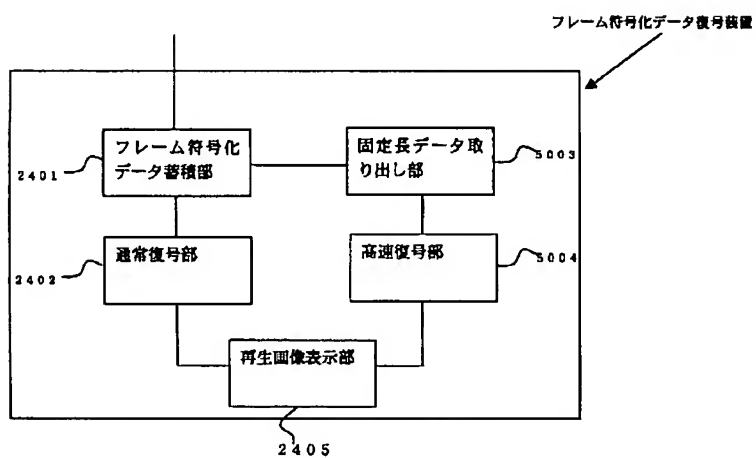 フレーム符号化データ復号装置
フレーム符号化
データ蓄積部
固定長データ取
り出し部
2401
5003
通常復号部
高速復号部
2402
5004
再生画像表示部
2405